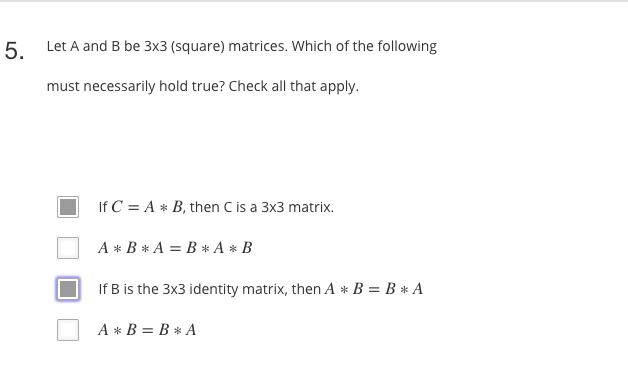 5. Let A and B be 3x3 (square) matrices. Which of the following
must necessarily hold true? Check all that apply.
If C = A ∗ B, then C is a 3x3 matrix.
A ∗ B ∗ A = B ∗ A ∗ B
If B is the 3x3 identity matrix, then A ∗ B = B ∗ A
A ∗ B = B ∗ A